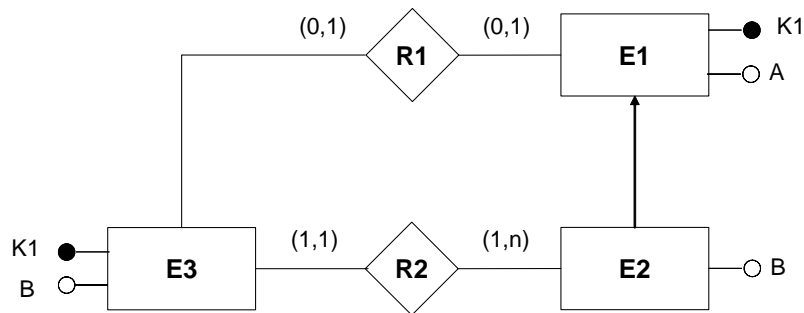 (0,1) R1 (0,1) E1 K1
A
K1 E3 (1,1) R2 (1,n) E2 B
B